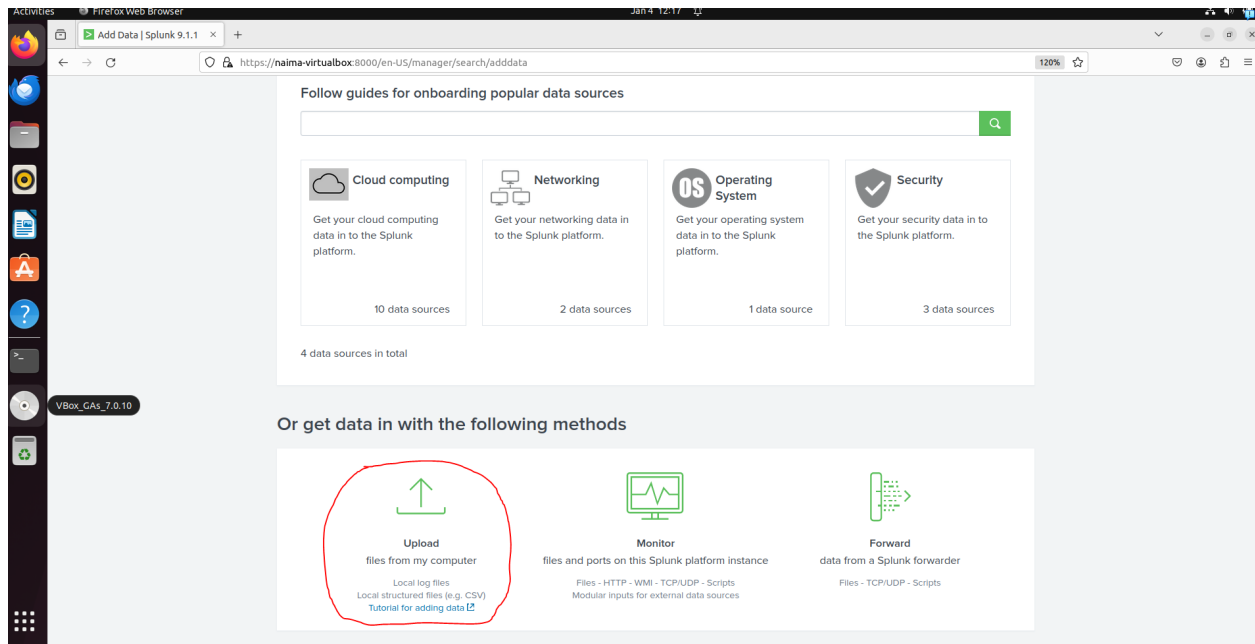 Activities
Firefox Web Browser
Jan 4 12:17
Add Data | Splunk 9.1.1
https://naima-virtualbox:8000/en-US/manager/search/adddata
120%
Follow guides for onboarding popular data sources
Cloud computing
Get your cloud computing
data in to the Splunk
platform.
10 data sources
Networking
Get your networking data in
to the Splunk platform.
2 data sources
OS
Operating
System
Get your operating system
data in to the Splunk
platform.
1 data source
Security
Get your security data in to
the Splunk platform.
3 data sources
4 data sources in total
VBox_GAs_7.0.10
Or get data in with the following methods
Upload
files from my computer
Local log files
Local structured files (e.g. CSV)
Tutorial for adding data
Monitor
files and ports on this Splunk platform instance
Files - HTTP - WMI - TCP/UDP - Scripts
Modular inputs for external data sources
Forward
data from a Splunk forwarder
Files - TCP/UDP - Scripts